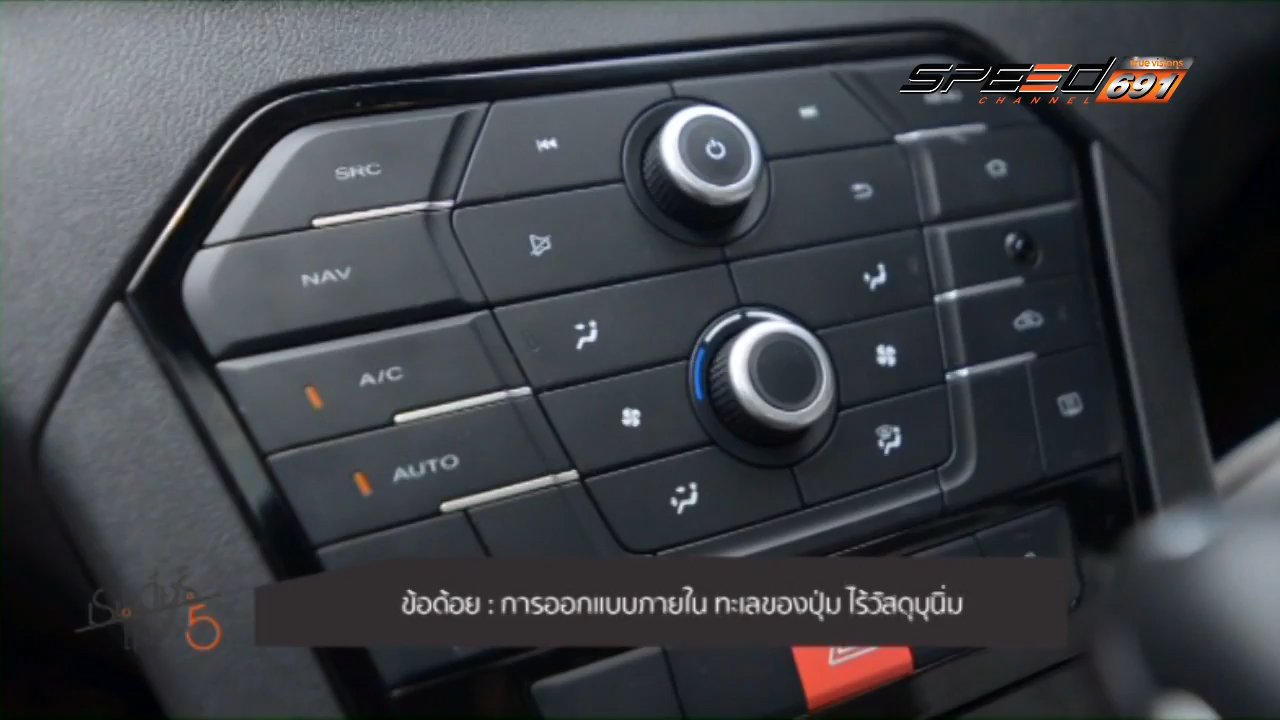 SPEED
true visions
CHANNEL
691
SRC
NAV
A/C
AUTO
ข้อด้อย : การออกแบบภายใน ทะเลของปุ่ม ไร้วัสดุบุนิ่ม
5